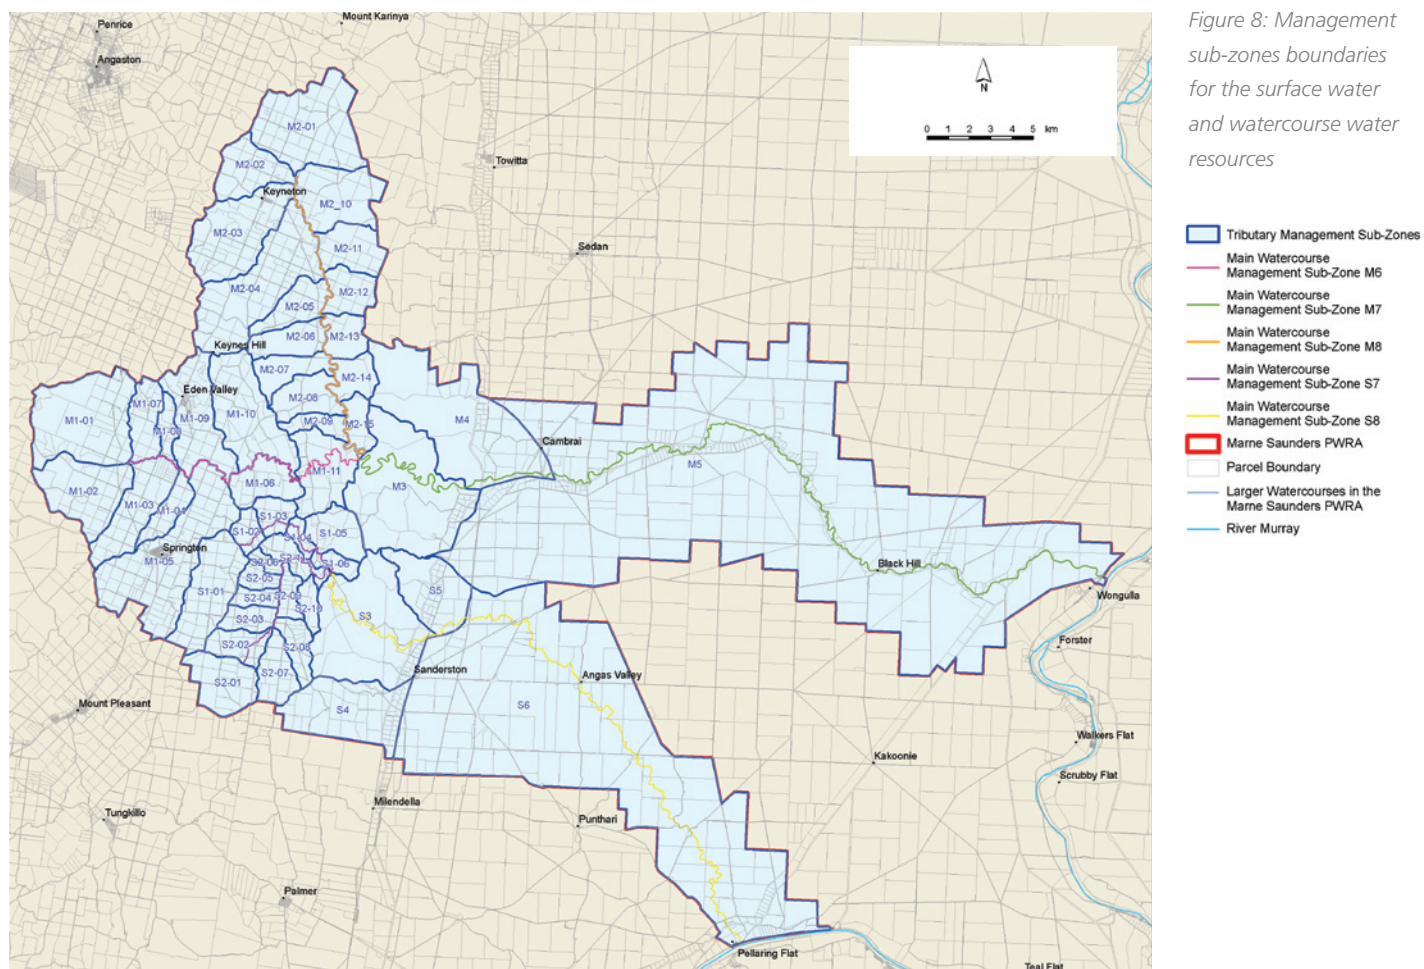 Figure 8: Management
sub-zones boundaries
for the surface water
and watercourse water
resources
Tributary Management Sub-Zones
Main Watercourse
Management Sub-Zone M6
Main Watercourse
Management Sub-Zone M7
Main Watercourse
Management Sub-Zone M8
Main Watercourse
Management Sub-Zone S7
Main Watercourse
Management Sub-Zone S8
Marne Saunders PWRA
Parcel Boundary
Larger Watercourses in the
Marne Saunders PWRA
River Murray
N
0 1 2 3 4 5 km
Mount Karinya
Penrice
Angaston
M2-01
Towitta
M2-02
Keyneton
M2_10
M2-03
M2-11
Sedan
M2-04
M2-12
M2-05
M2-06
M2-13
Keynes Hill
M2-07
M2-14
Eden Valley
M2-08
M1-07
M1-09
M1-10
M1-01
M1-08
M2-09
M2-15
M4
Cambrai
M5
M1-11
M1-06
M3
M1-02
M1-03
M1-04
S1-03
S1-02
S1-04
S1-05
Springton
M1-05
S1-06
Black Hill
S2-05
S1-01
S2-04
S2-09
S5
Wongulla
S2-10
S2-03
S3
S2-02
S2-08
Forster
Sanderston
S2-01
S2-07
Angas Valley
Mount Pleasant
S4
S6
Walkers Flat
Kakoonie
Scrubby Flat
Milendella
Tungkillo
Punthari
Palmer
Pellaring Flat
Teal Flat